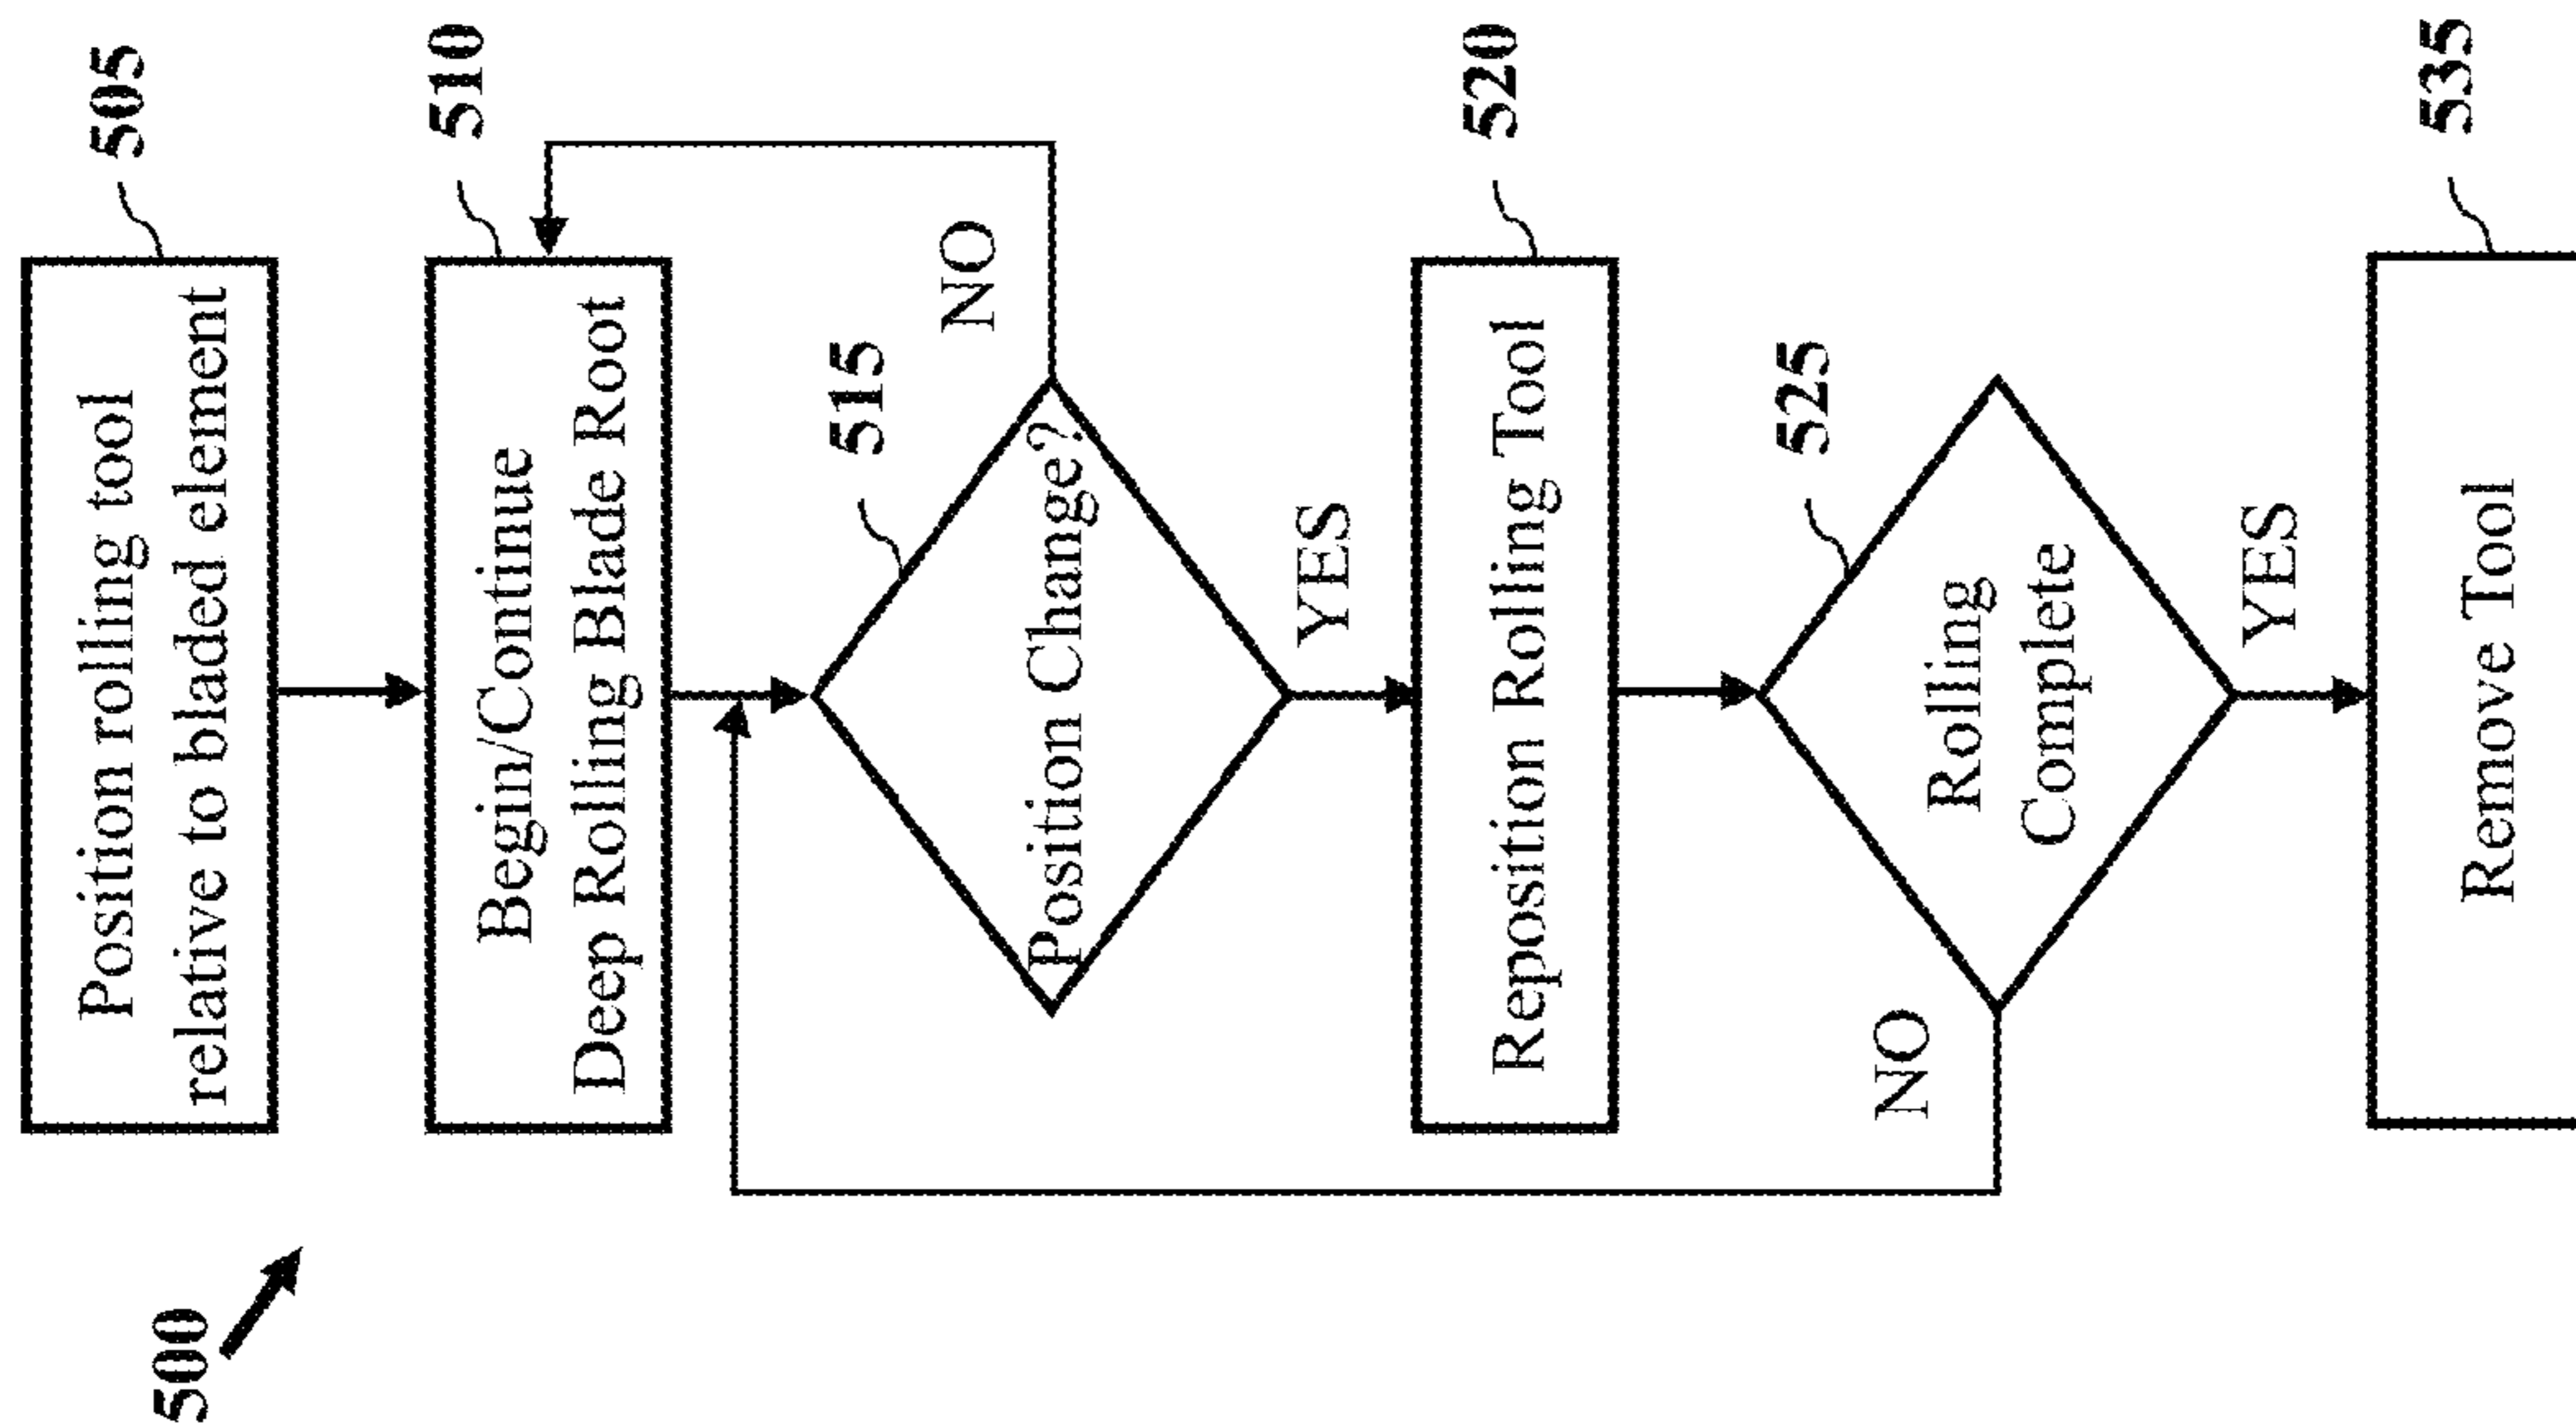 500
505
Position rolling tool
relative to bladed element
510
Begin/Continue
Deep Rolling Blade Root
515
Position Change?
NO
YES
520
Reposition Rolling Tool
525
Rolling
Complete
NO
YES
535
Remove Tool